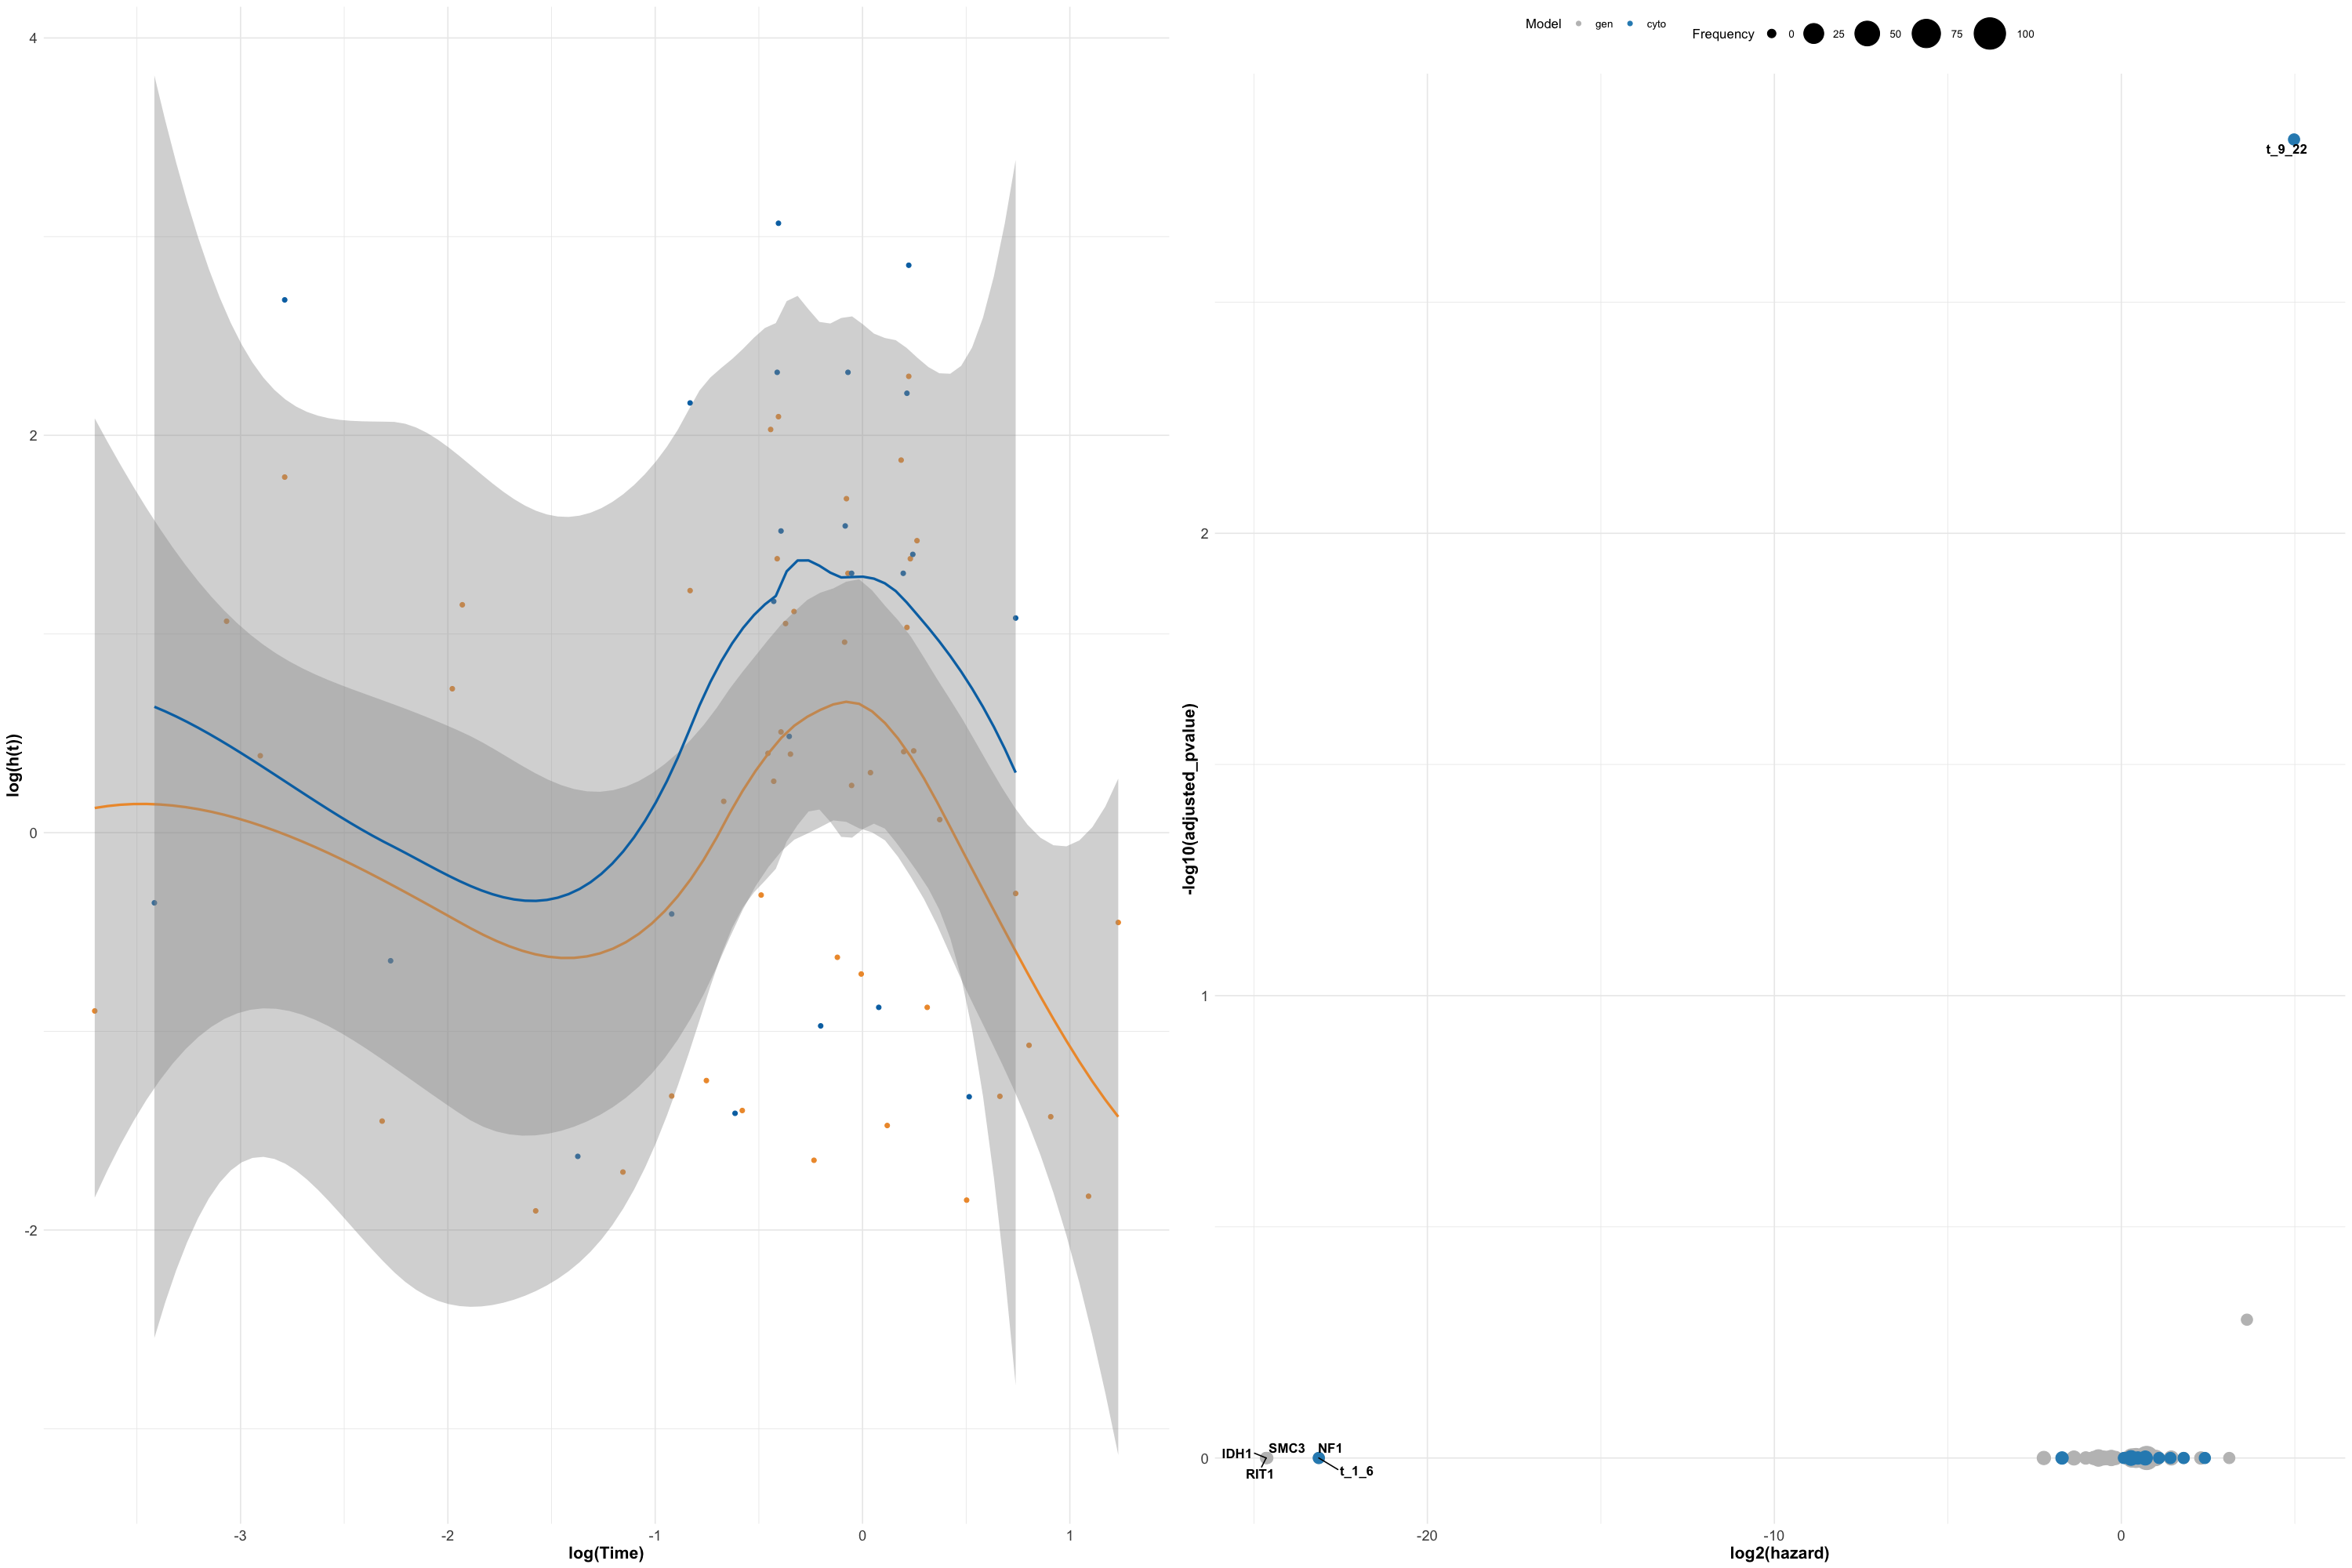 4
2
0
-2
log(h(t))
-3
-2
-1
0
1
log(Time)
Model gen cyto Frequency 0 25 50 75 100
t_9_22
2
1
0
-log10(adjusted_pvalue)
IDH1 SMC3 NF1
RIT1 t_1_6
-20
-10
0
log2(hazard)